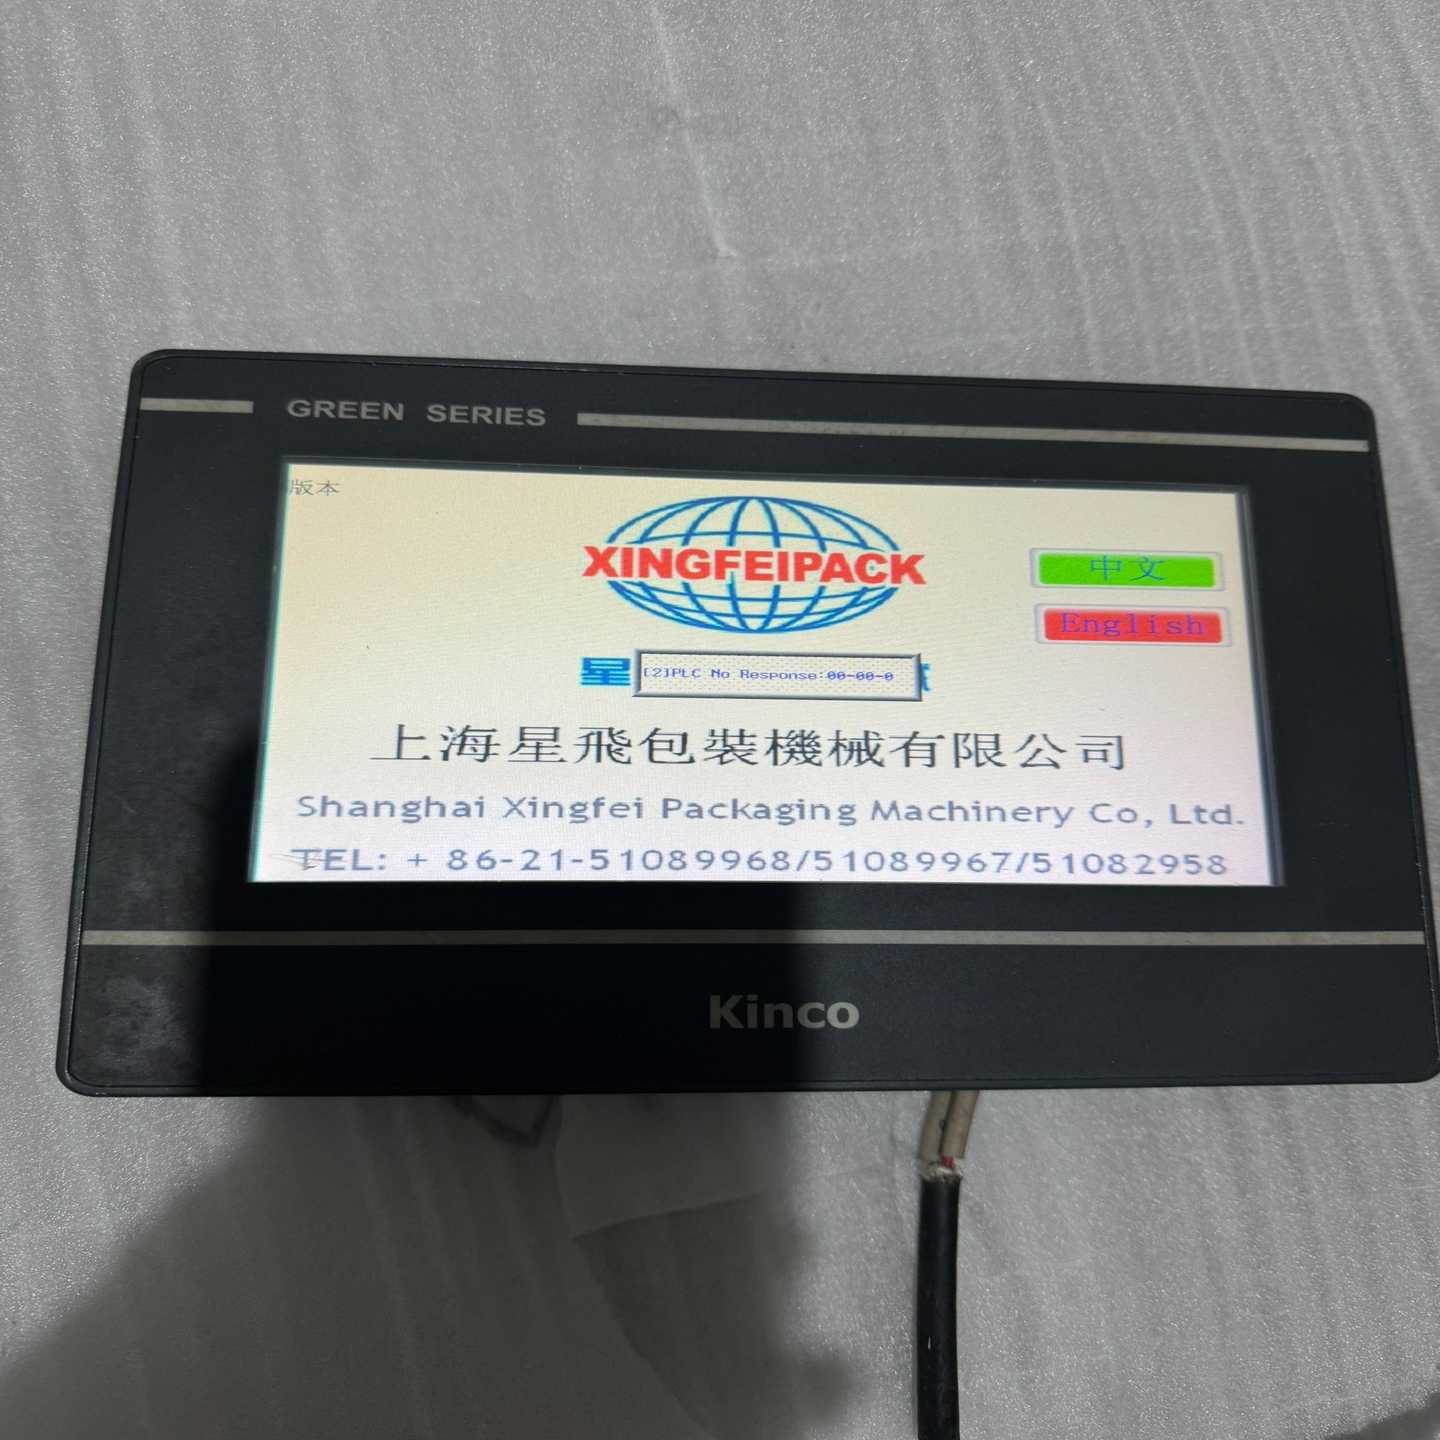 GREEN SERIES
版本
XINGFEIPACK
中文
English
星
[2]PLC No Response:00-00-0
上海星飛包裝機械有限公司
Shanghai Xingfei Packaging Machinery Co, Ltd.
TEL: + 86-21-51089968/51089967/51082958
Kinco